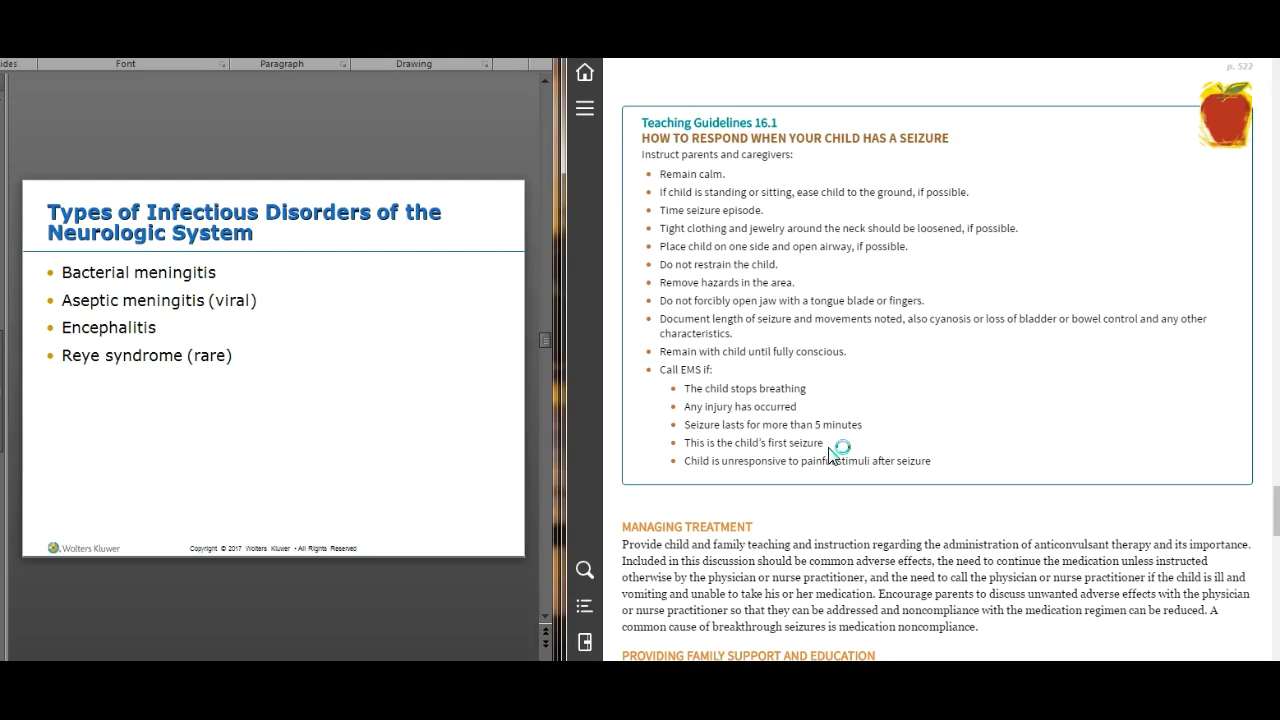 ides
Font
Paragraph
Drawing
Types of Infectious Disorders of the
Neurologic System
• Bacterial meningitis
• Aseptic meningitis (viral)
• Encephalitis
• Reye syndrome (rare)
Wolters Kluwer
Copyright © 2017 Wolters Kluwer • All Rights Reserved
p. 522
Teaching Guidelines 16.1
HOW TO RESPOND WHEN YOUR CHILD HAS A SEIZURE
Instruct parents and caregivers:
• Remain calm.
• If child is standing or sitting, ease child to the ground, if possible.
• Time seizure episode.
• Tight clothing and jewelry around the neck should be loosened, if possible.
• Place child on one side and open airway, if possible.
• Do not restrain the child.
• Remove hazards in the area.
• Do not forcibly open jaw with a tongue blade or fingers.
• Document length of seizure and movements noted, also cyanosis or loss of bladder or bowel control and any other
characteristics.
• Remain with child until fully conscious.
• Call EMS if:
• The child stops breathing
• Any injury has occurred
• Seizure lasts for more than 5 minutes
• This is the child's first seizure
• Child is unresponsive to painful stimuli after seizure
MANAGING TREATMENT
Provide child and family teaching and instruction regarding the administration of anticonvulsant therapy and its importance.
Included in this discussion should be common adverse effects, the need to continue the medication unless instructed
otherwise by the physician or nurse practitioner, and the need to call the physician or nurse practitioner if the child is ill and
vomiting and unable to take his or her medication. Encourage parents to discuss unwanted adverse effects with the physician
or nurse practitioner so that they can be addressed and noncompliance with the medication regimen can be reduced. A
common cause of breakthrough seizures is medication noncompliance.
PROVIDING FAMILY SUPPORT AND EDUCATION